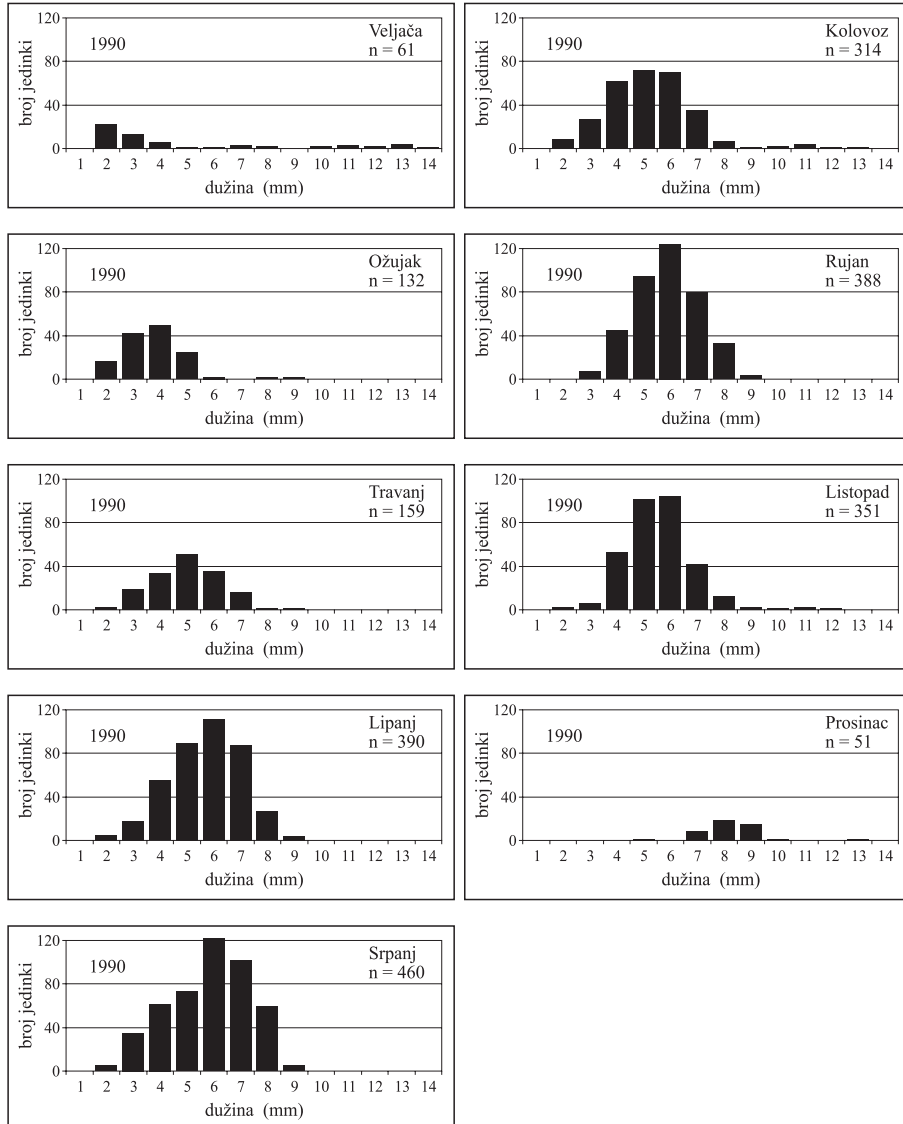 120
Veljača
1990
n = 61
80
40
0
1 2 3 4 5 6 7 8 9 10 11 12 13 14
broj jedinki
dužina (mm)
120
Ožujak
1990
n = 132
80
40
0
1 2 3 4 5 6 7 8 9 10 11 12 13 14
broj jedinki
dužina (mm)
120
Travanj
1990
n = 159
80
40
0
1 2 3 4 5 6 7 8 9 10 11 12 13 14
broj jedinki
dužina (mm)
120
Lipanj
1990
n = 390
80
40
0
1 2 3 4 5 6 7 8 9 10 11 12 13 14
broj jedinki
dužina (mm)
120
Srpanj
1990
n = 460
80
40
0
1 2 3 4 5 6 7 8 9 10 11 12 13 14
broj jedinki
dužina (mm)
120
Kolovoz
1990
n = 314
80
40
0
1 2 3 4 5 6 7 8 9 10 11 12 13 14
broj jedinki
dužina (mm)
120
Rujan
1990
n = 388
80
40
0
1 2 3 4 5 6 7 8 9 10 11 12 13 14
broj jedinki
dužina (mm)
120
Listopad
1990
n = 351
80
40
0
1 2 3 4 5 6 7 8 9 10 11 12 13 14
broj jedinki
dužina (mm)
120
Prosinac
1990
n = 51
80
40
0
1 2 3 4 5 6 7 8 9 10 11 12 13 14
broj jedinki
dužina (mm)